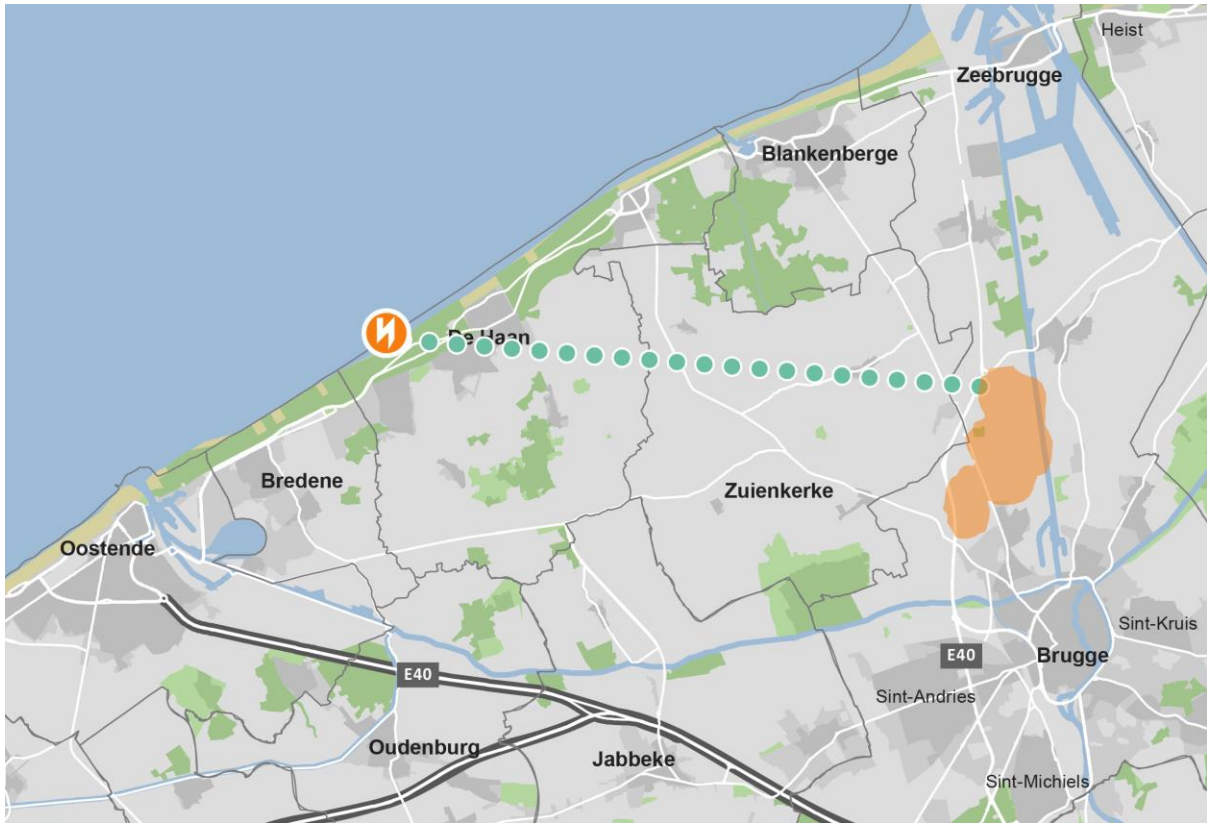 Heist
Zeebrugge
Blankenberge
De Haan
Bredene
Zuienkerke
Oostende
Sint-Kruis
E40
Brugge
E40
Sint-Andries
Oudenburg
Jabbeke
Sint-Michiels